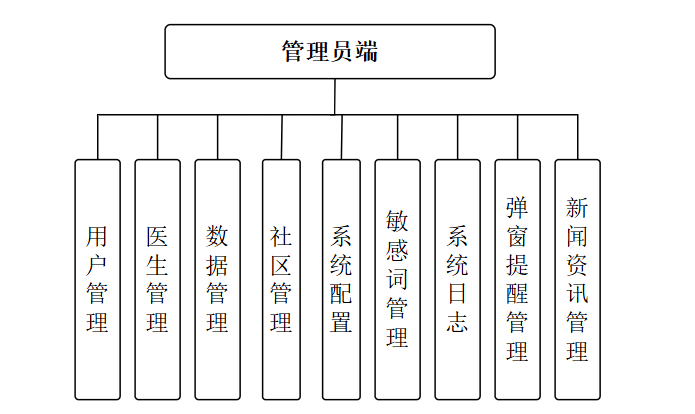 管理员端
用户管理
医生管理
数据管理
社区管理
系统配置
敏感词管理
系统日志
弹窗提醒管理
新闻资讯管理